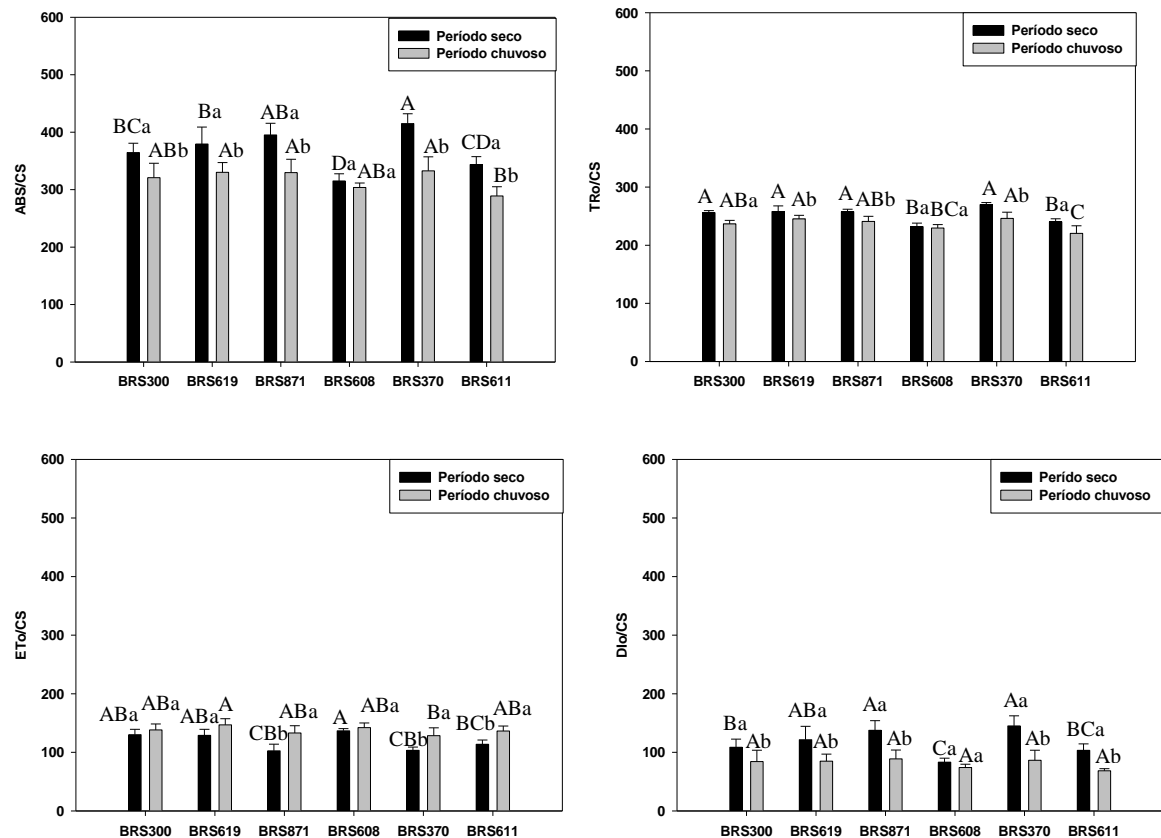 600
500
400
300
200
100
0
ABS/CS
Período seco
Período chuvoso
BCa ABb Ba Ab ABa Ab Da ABa A Ab CDa Bb
BRS300 BRS619 BRS871 BRS608 BRS370 BRS611
600
500
400
300
200
100
0
TRo/CS
Período seco
Período chuvoso
A ABa A Ab A ABb Ba BCa A Ab Ba C
BRS300 BRS619 BRS871 BRS608 BRS370 BRS611
600
500
400
300
200
100
0
ETo/CS
Período seco
Período chuvoso
ABa ABa ABa A CBb ABa A ABa CBb Ba BCb ABa
BRS300 BRS619 BRS871 BRS608 BRS370 BRS611
600
500
400
300
200
100
0
DIo/CS
Perído seco
Período chuvoso
Ba Ab ABa Ab Aa Ab Ca Aa Aa Ab BCa Ab
BRS300 BRS619 BRS871 BRS608 BRS370 BRS611